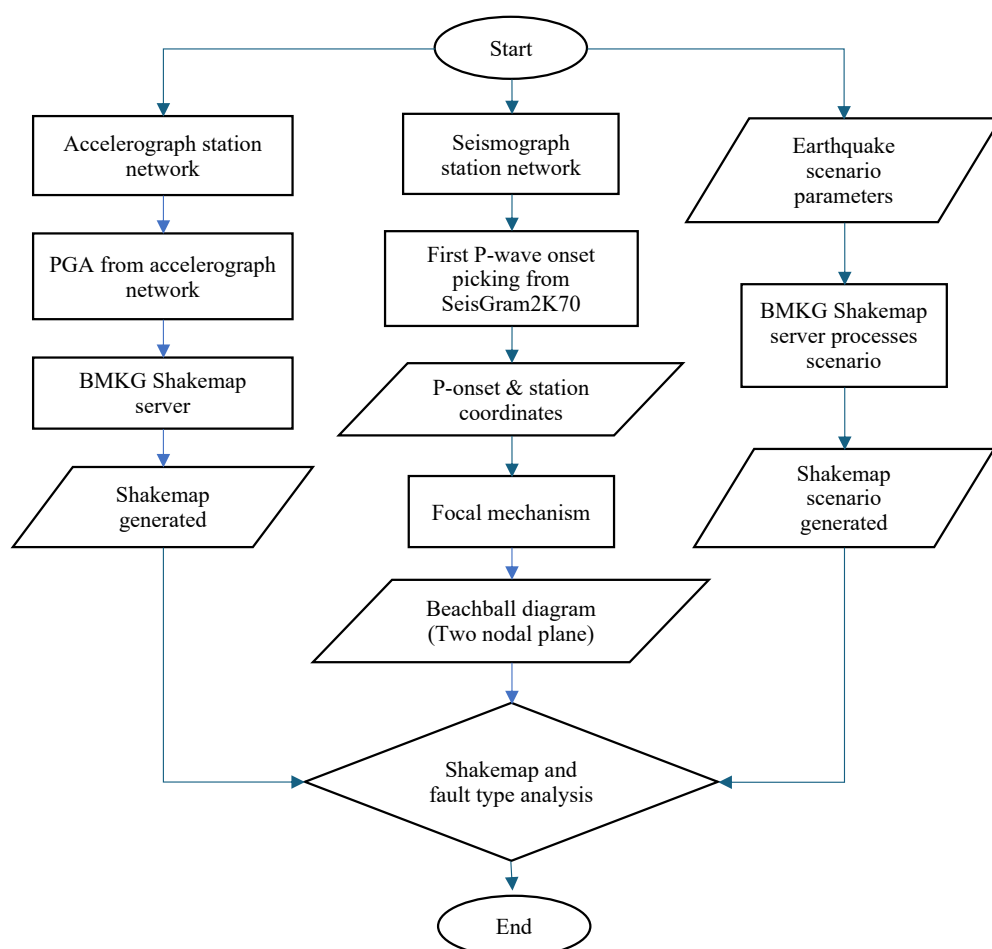 Start
Accelerograph station
network
PGA from accelerograph
network
BMKG Shakemap
server
Shakemap
generated
Seismograph
station network
First P-wave onset
picking from
SeisGram2K70
P-onset & station
coordinates
Focal mechanism
Beachball diagram
(Two nodal plane)
Earthquake
scenario
parameters
BMKG Shakemap
server processes
scenario
Shakemap
scenario
generated
Shakemap and
fault type analysis
End